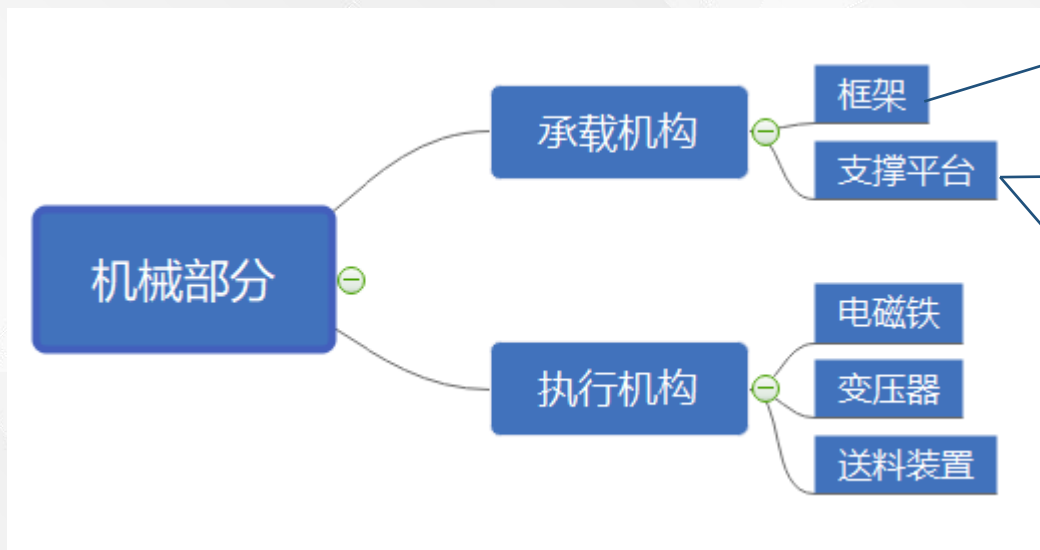 机械部分
承载机构
框架
支撑平台
执行机构
电磁铁
变压器
送料装置